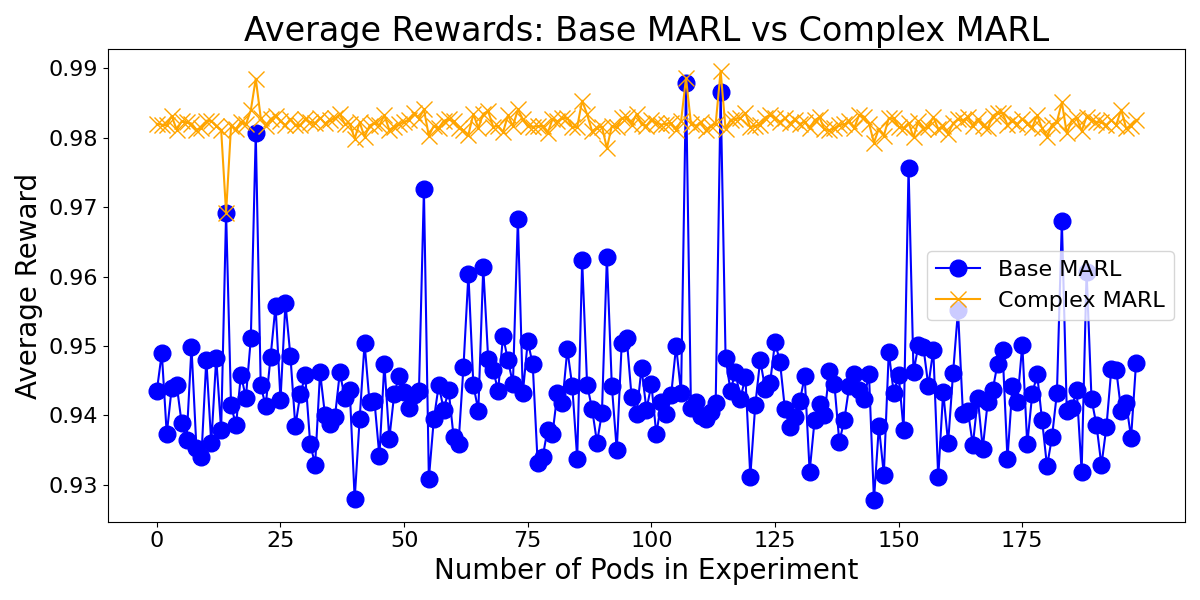 Average Rewards: Base MARL vs Complex MARL
Average Reward
0.99
0.98
0.97
0.96
0.95
0.94
0.93
Base MARL
Complex MARL
0 25 50 75 100 125 150 175
Number of Pods in Experiment